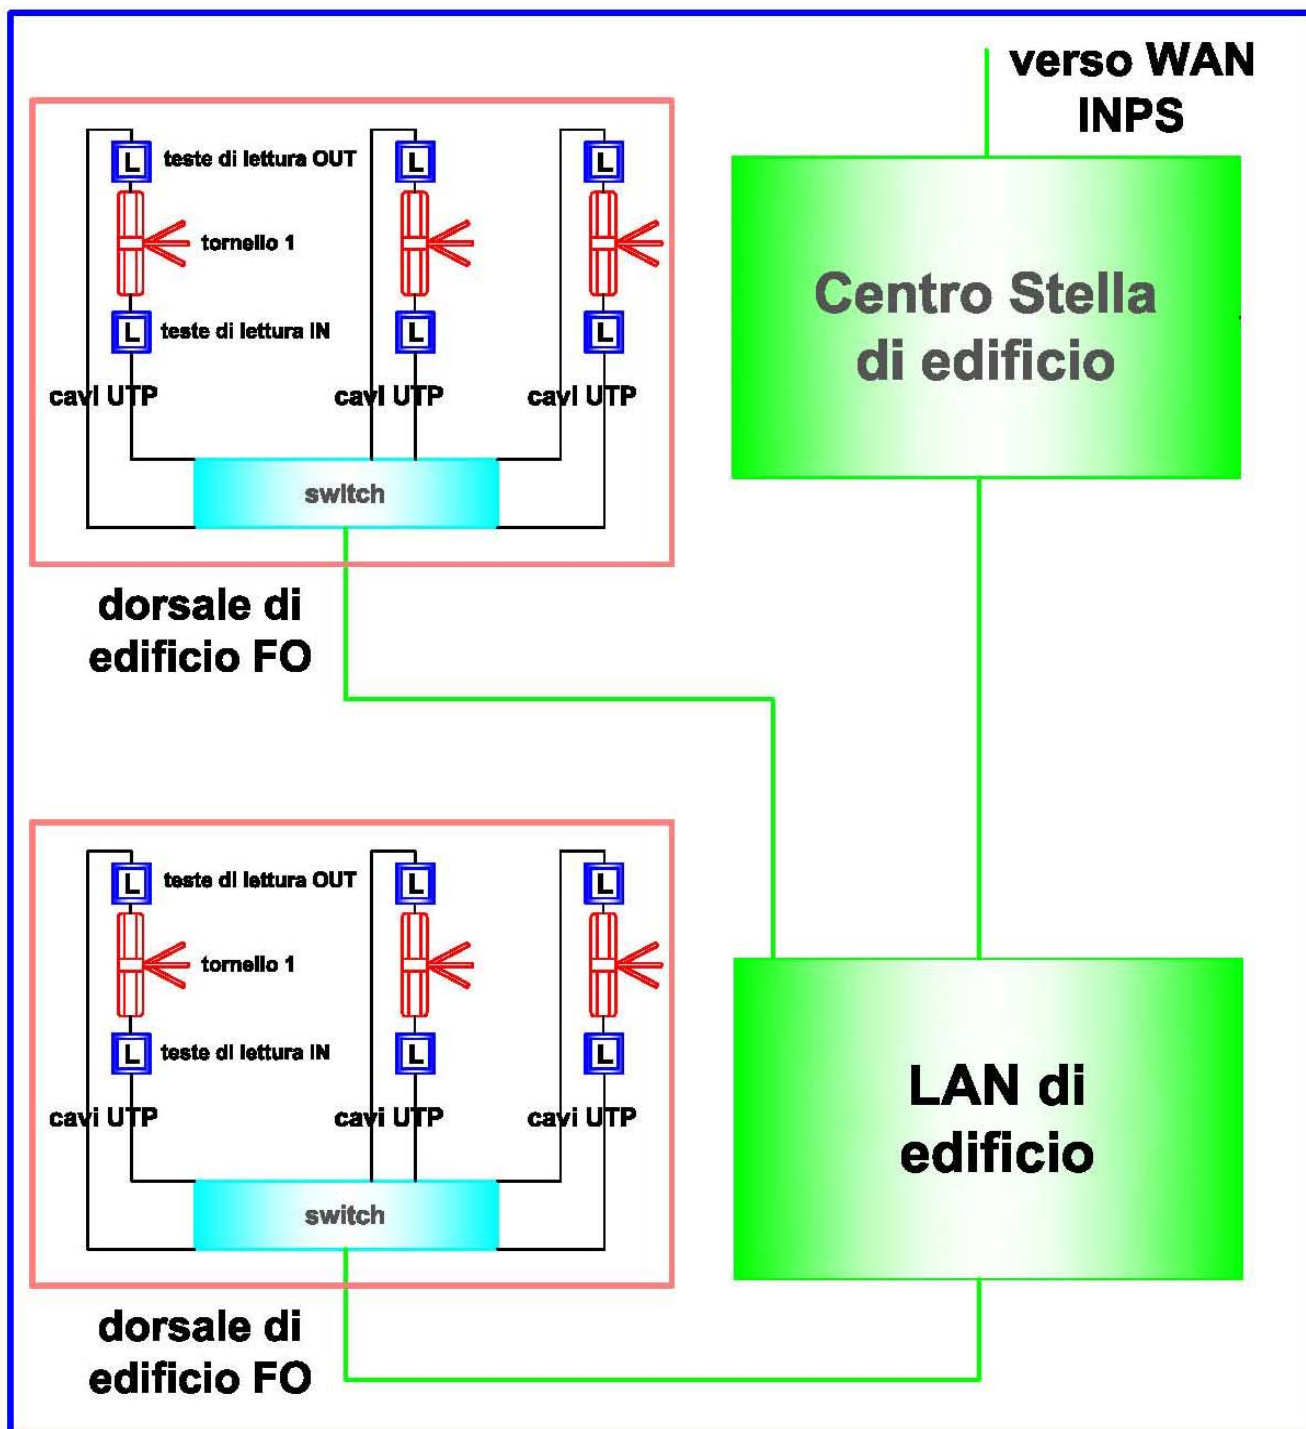 verso WAN
INPS
L
teste di lettura OUT
L
L
tornello 1
L
teste di lettura IN
L
L
cavi UTP
cavi UTP
cavi UTP
switch
dorsale di
edificio FO
Centro Stella
di edificio
L
teste di lettura OUT
L
L
tornello 1
L
teste di lettura IN
L
L
cavi UTP
cavi UTP
cavi UTP
switch
dorsale di
edificio FO
LAN di
edificio